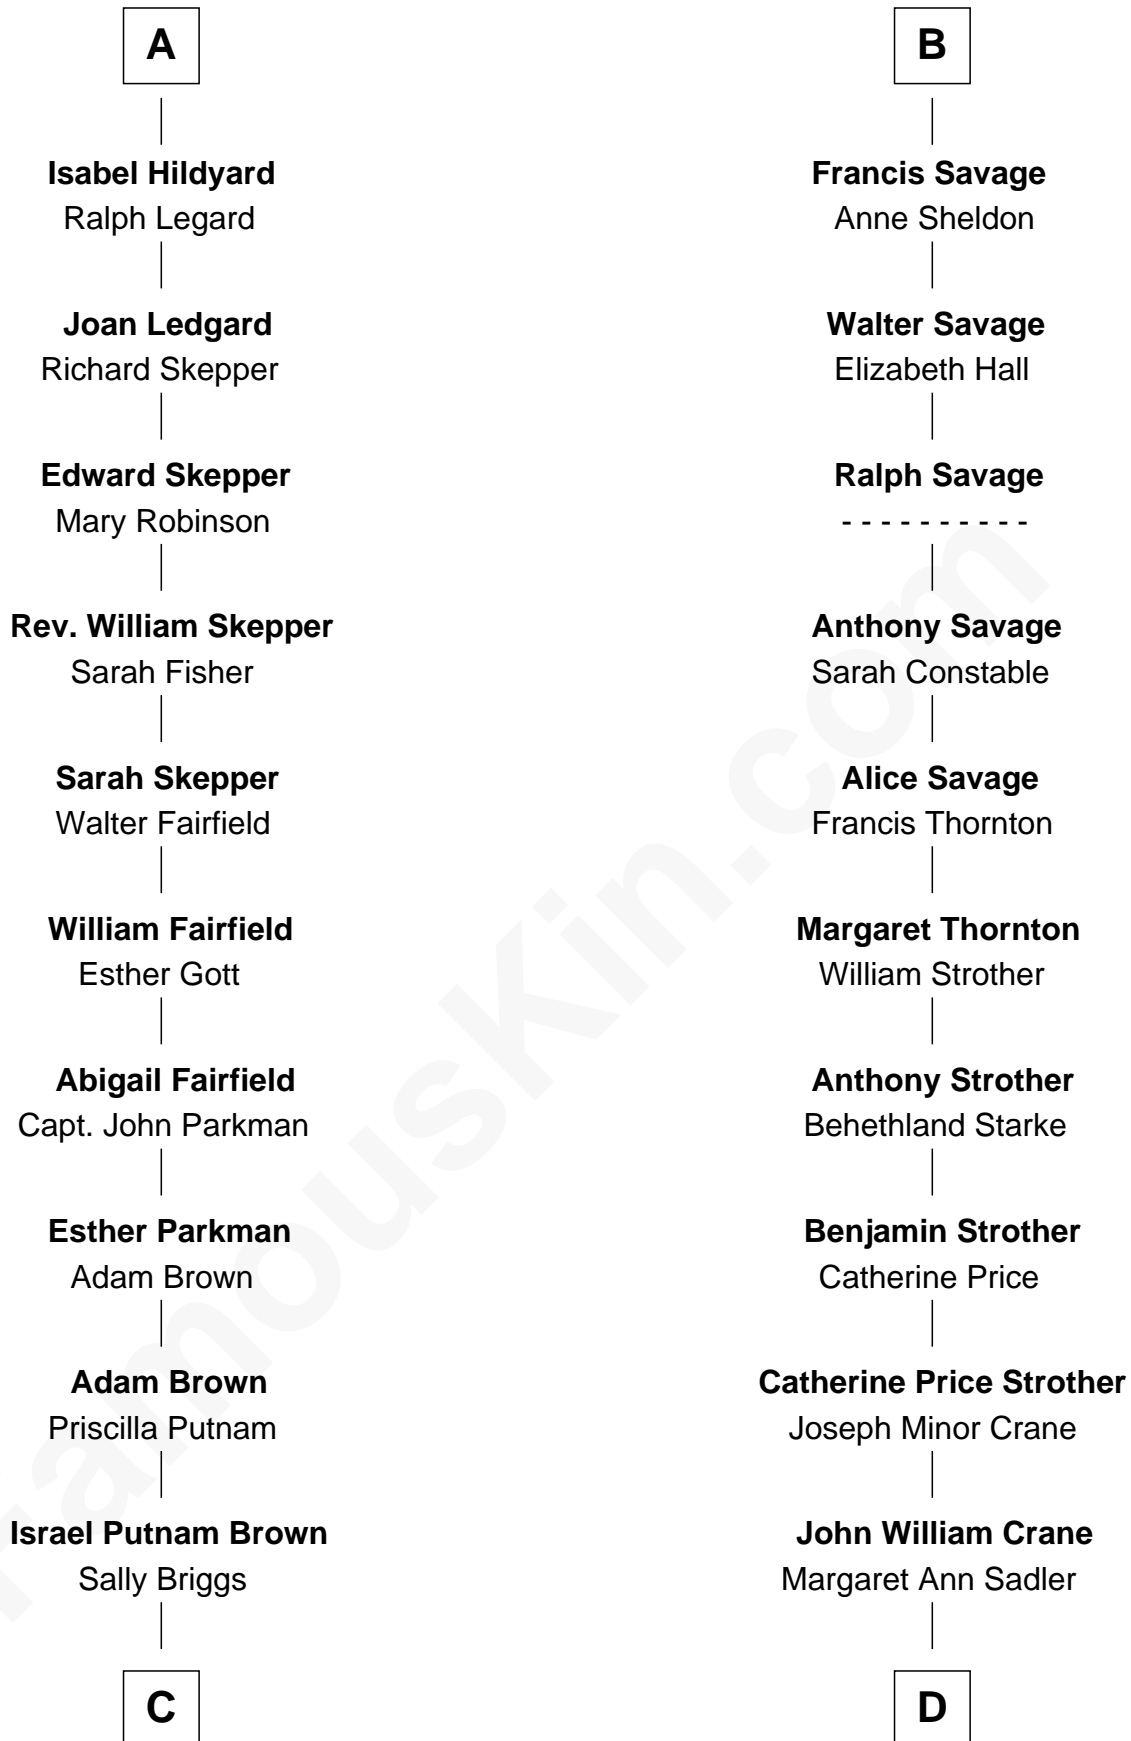 A
Isabel Hildyard
Ralph Legard
Joan Ledgard
Richard Skepper
Edward Skepper
Mary Robinson
Rev. William Skepper
Sarah Fisher
Sarah Skepper
Walter Fairfield
William Fairfield
Esther Gott
Abigail Fairfield
Capt. John Parkman
Esther Parkman
Adam Brown
Adam Brown
Priscilla Putnam
Israel Putnam Brown
Sally Briggs
C
B
Francis Savage
Anne Sheldon
Walter Savage
Elizabeth Hall
Ralph Savage
- - - - - - - - - -
Anthony Savage
Sarah Constable
Alice Savage
Francis Thornton
Margaret Thornton
William Strother
Anthony Strother
Behethland Starke
Benjamin Strother
Catherine Price
Catherine Price Strother
Joseph Minor Crane
John William Crane
Margaret Ann Sadler
D
FamousKin.com